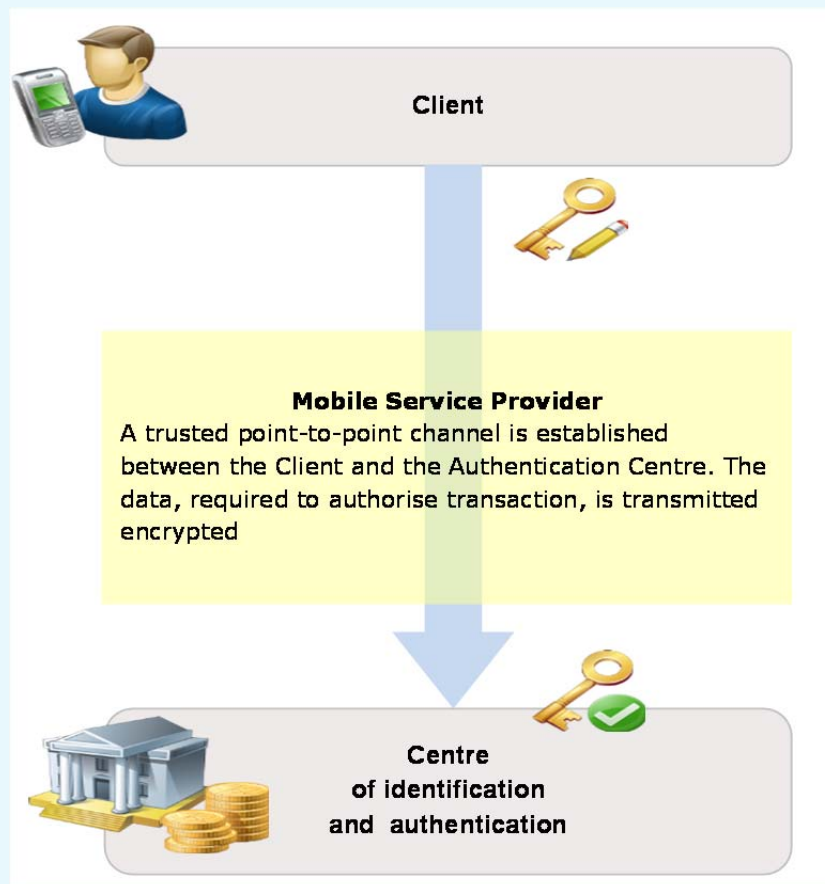 Client
Mobile Service Provider
A trusted point-to-point channel is established
between the Client and the Authentication Centre. The
data, required to authorise transaction, is transmitted
encrypted
Centre
of identification
and authentication